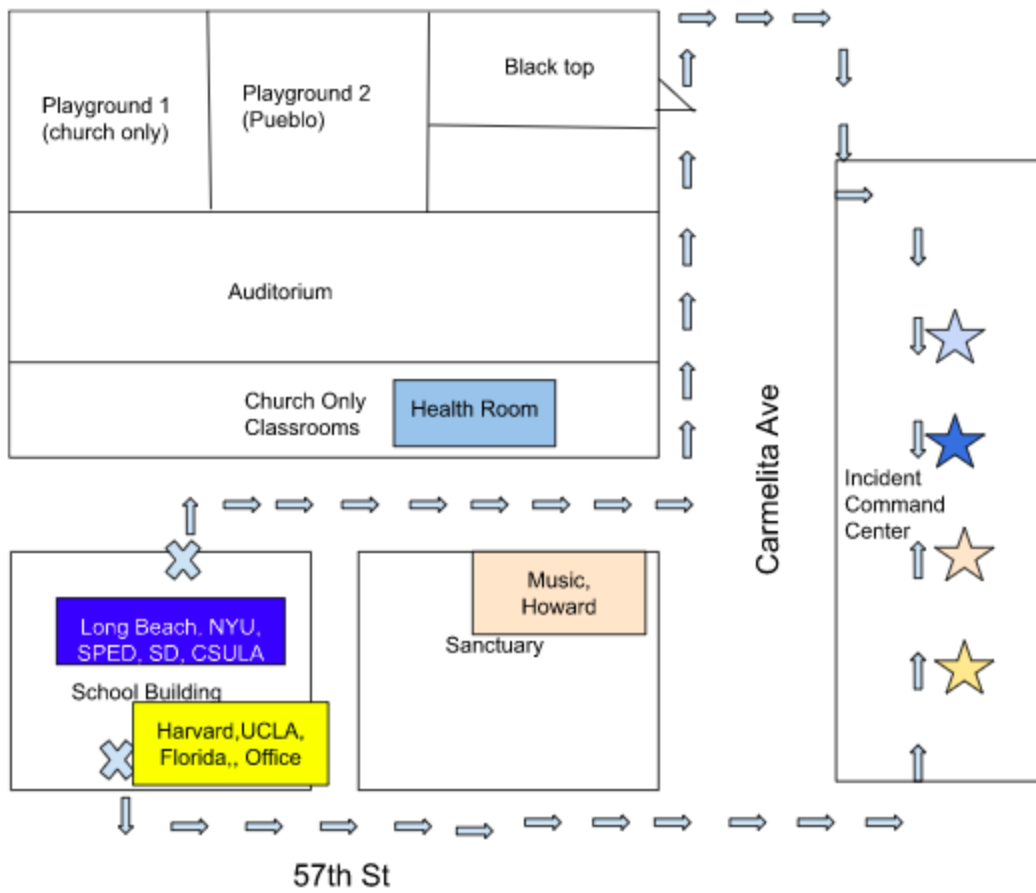 Playground 1
(church only)
Playground 2
(Pueblo)
Black top
Auditorium
Church Only
Classrooms
Health Room
Carmelita Ave
Incident
Command
Center
Long Beach, NYU,
SPED, SD, CSULA
School Building
Harvard,UCLA,
Florida,, Office
Music,
Howard
Sanctuary
57th St